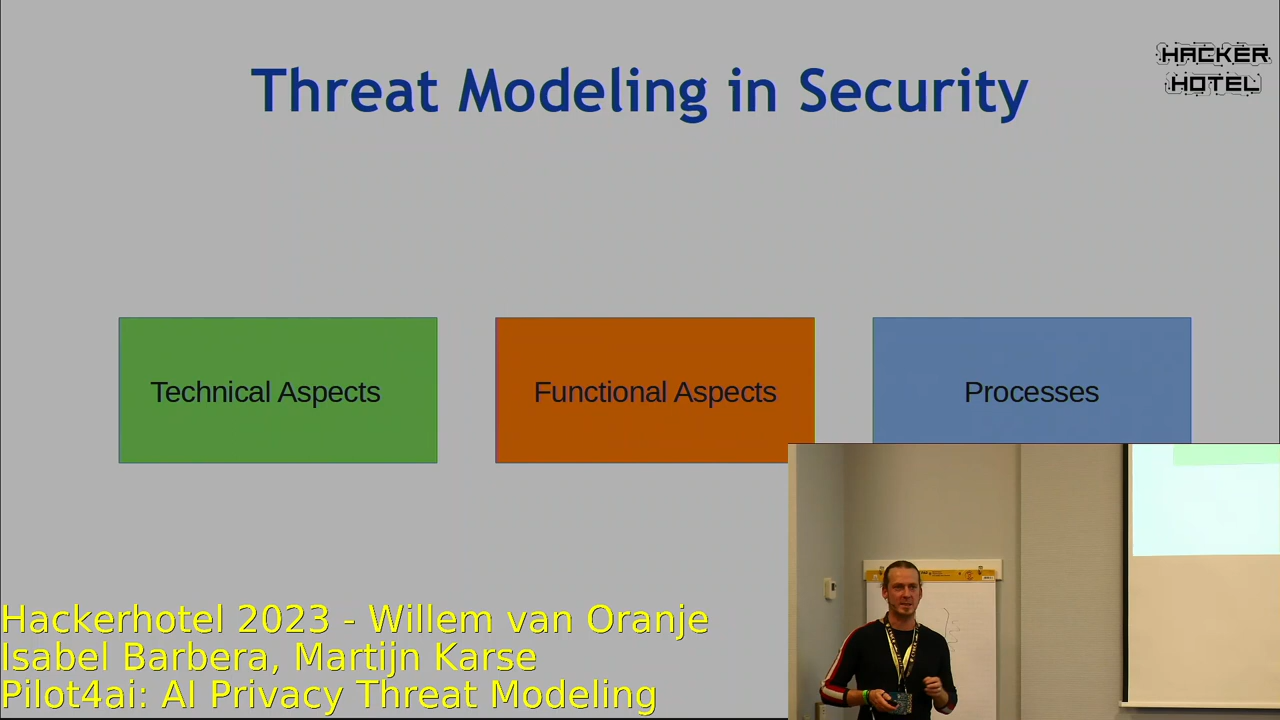 Threat Modeling in Security
HACKER
HOTEL
Technical Aspects
Functional Aspects
Processes
Hackerhotel 2023 - Willem van Oranje
Isabel Barbera, Martijn Karse
Pilot4ai: AI Privacy Threat Modeling